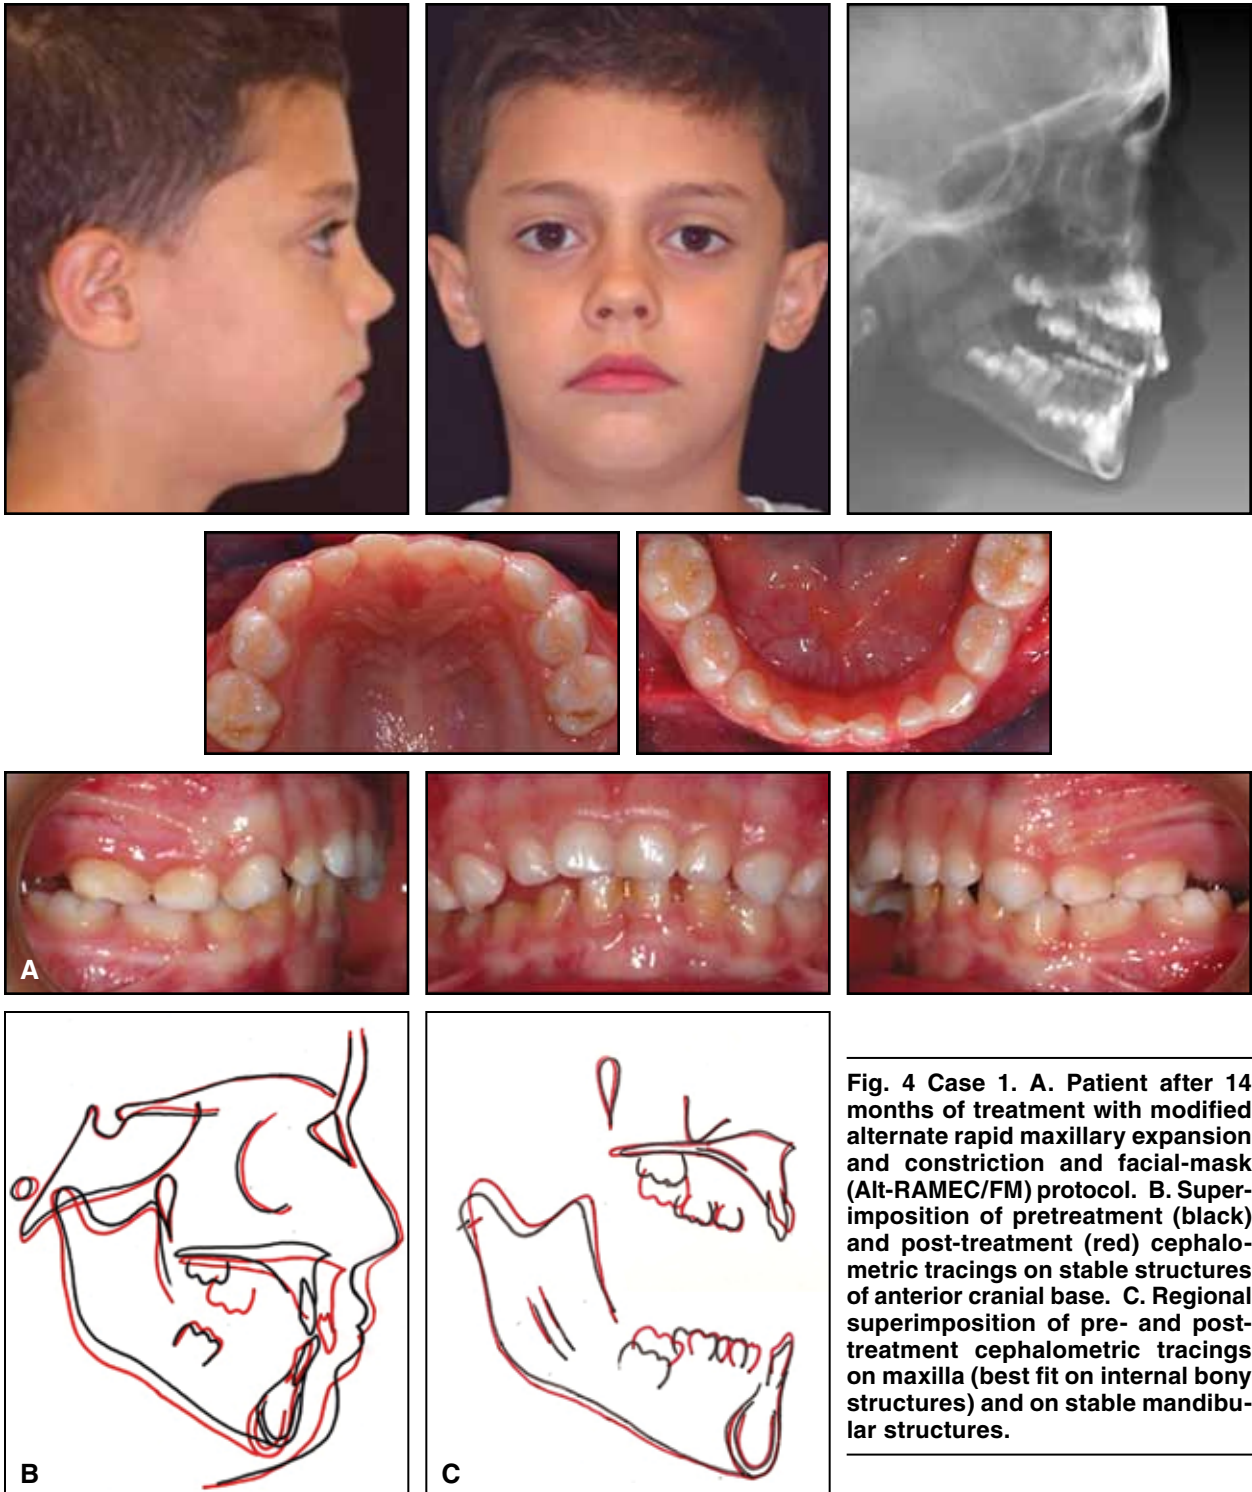 A
B
C
Fig. 4 Case 1. A. Patient after 14
months of treatment with modified
alternate rapid maxillary expansion
and constriction and facial-mask
(Alt-RAMEC/FM) protocol. B. Super-
imposition of pretreatment (black)
and post-treatment (red) cephalo-
metric tracings on stable structures
of anterior cranial base. C. Regional
superimposition of pre- and post-
treatment cephalometric tracings
on maxilla (best fit on internal bony
structures) and on stable mandibu-
lar structures.